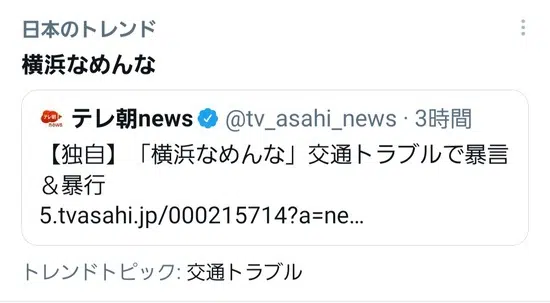 日本のトレンド
横浜なめんな
テレ朝news @tv_asahi_news · 3時間
【独自】「横浜なめんな」交通トラブルで暴言
＆暴行
5.tvasahi.jp/000215714?a=ne…
トレンドトピック: 交通トラブル